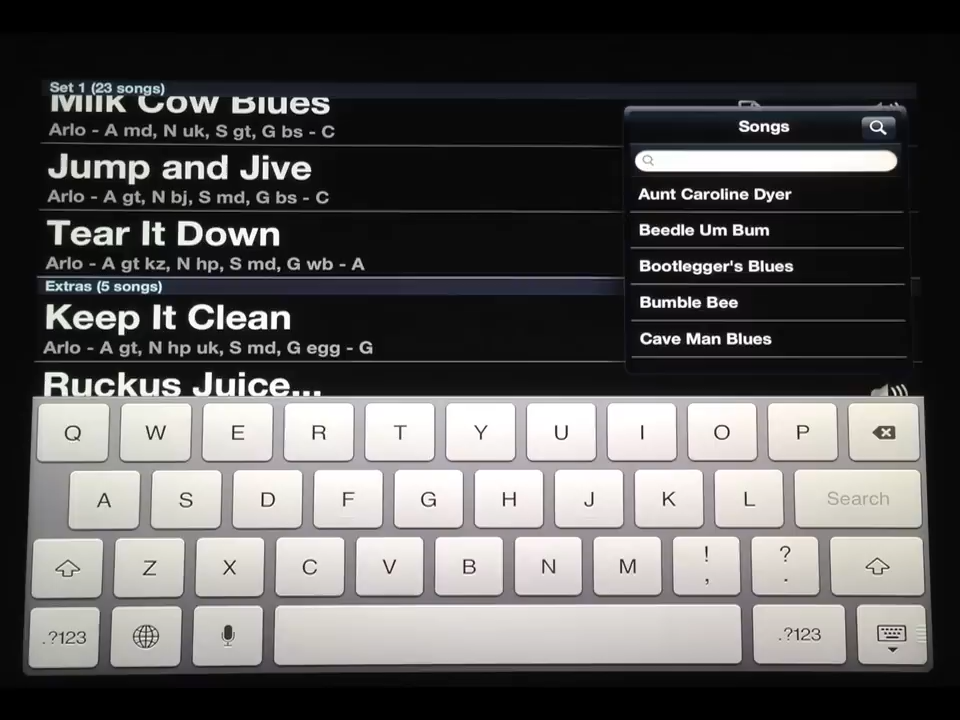 Set 1 (23 songs)
Milk Cow Blues
Arlo - A md, N uk, S gt, G bs - C
Jump and Jive
Arlo - A gt, N bj, S md, G bs - C
Tear It Down
Arlo - A gt kz, N hp, S md, G wb - A
Extras (5 songs)
Keep It Clean
Arlo - A gt, N hp uk, S md, G egg - G
Ruckus Juice...
Songs
Aunt Caroline Dyer
Beedle Um Bum
Bootlegger's Blues
Bumble Bee
Cave Man Blues
Q W E R T Y U I O P
A S D F G H J K L Search
Z X C V B N M ! , ? .
.?123 .?123